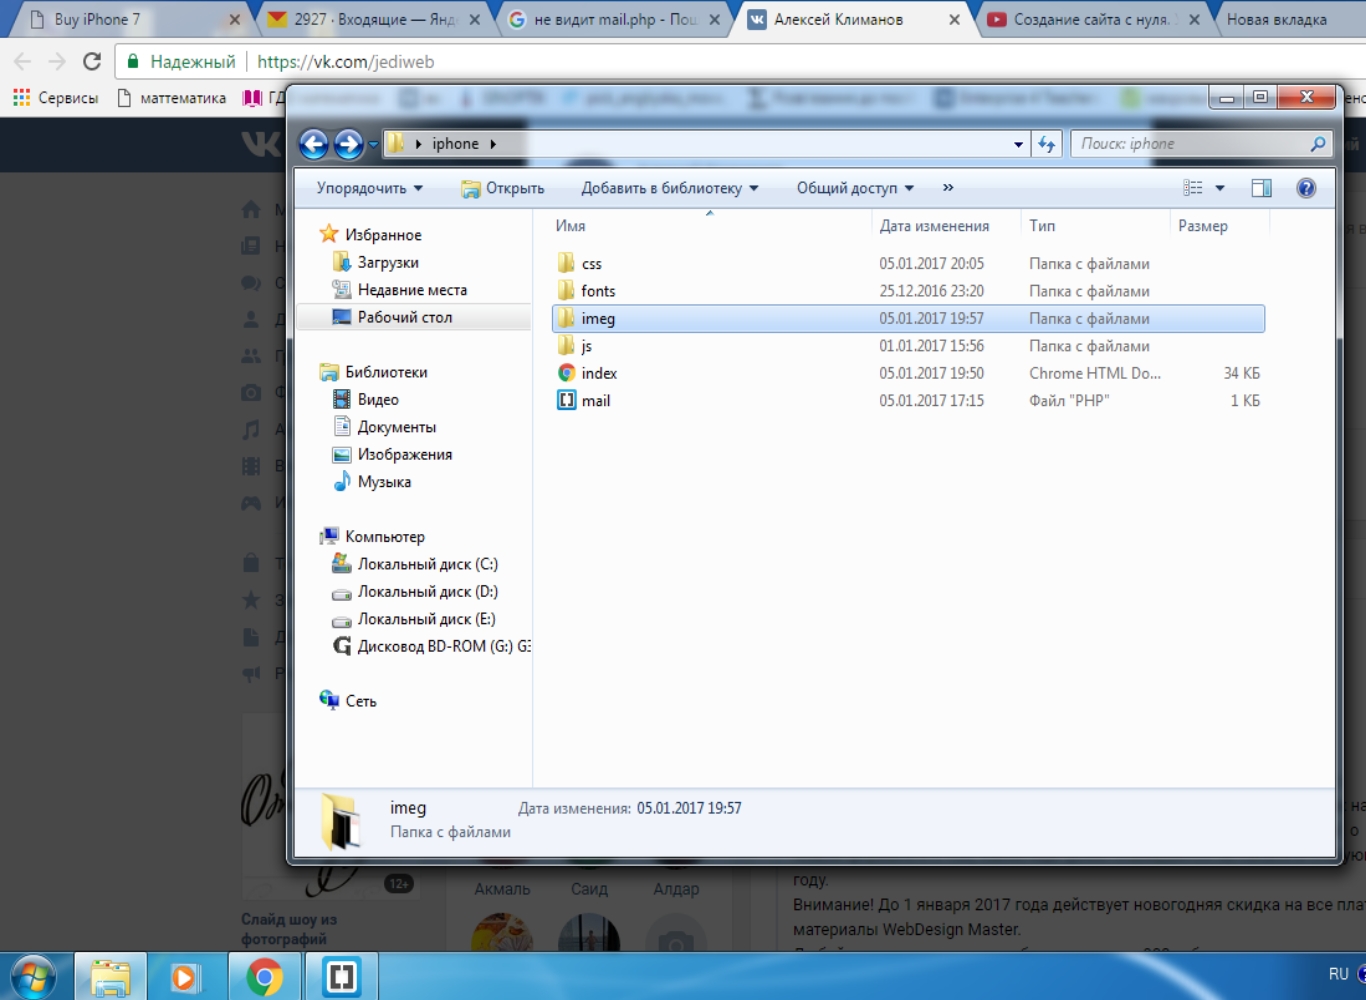 Buy iPhone 7
2927 · Входящие — Янд
не видит mail.php - Пои
Алексей Климанов
Создание сайта с нуля.
Новая вкладка
Надежный https://vk.com/jediweb
Сервисы
маттематика
ГД
iphone
Поиск: iphone
Упорядочить
Открыть
Добавить в библиотеку
Общий доступ
»
Избранное
Загрузки
Недавние места
Рабочий стол
Библиотеки
Видео
Документы
Изображения
Музыка
Компьютер
Локальный диск (C:)
Локальный диск (D:)
Локальный диск (E:)
Дисковод BD-ROM (G:) G3
Сеть
Имя Дата изменения Тип Размер
css 05.01.2017 20:05 Папка с файлами
fonts 25.12.2016 23:20 Папка с файлами
imeg 05.01.2017 19:57 Папка с файлами
js 01.01.2017 15:56 Папка с файлами
index 05.01.2017 19:50 Chrome HTML Do... 34 КБ
mail 05.01.2017 17:15 Файл "PHP" 1 КБ
imeg Дата изменения: 05.01.2017 19:57
Папка с файлами
12+
Слайд шоу из
фотографий
Акмаль
Саид
Алдар
году.
Внимание! До 1 января 2017 года действует новогодняя скидка на все плат
материалы WebDesign Master.
RU